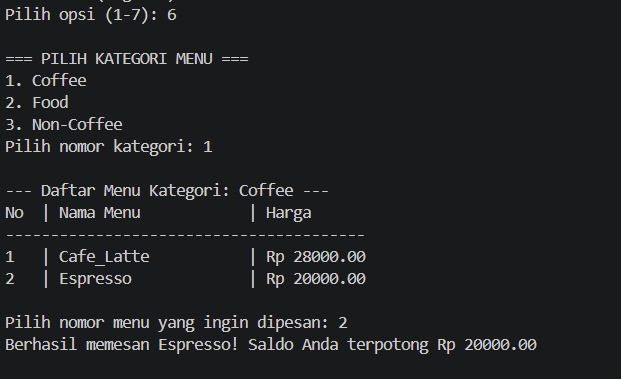 Pilih opsi (1-7): 6
=== PILIH KATEGORI MENU ===
1. Coffee
2. Food
3. Non-Coffee
Pilih nomor kategori: 1
--- Daftar Menu Kategori: Coffee ---
No | Nama Menu | Harga
----------------------------------------
1 | Cafe_Latte | Rp 28000.00
2 | Espresso | Rp 20000.00
Pilih nomor menu yang ingin dipesan: 2
Berhasil memesan Espresso! Saldo Anda terpotong Rp 20000.00